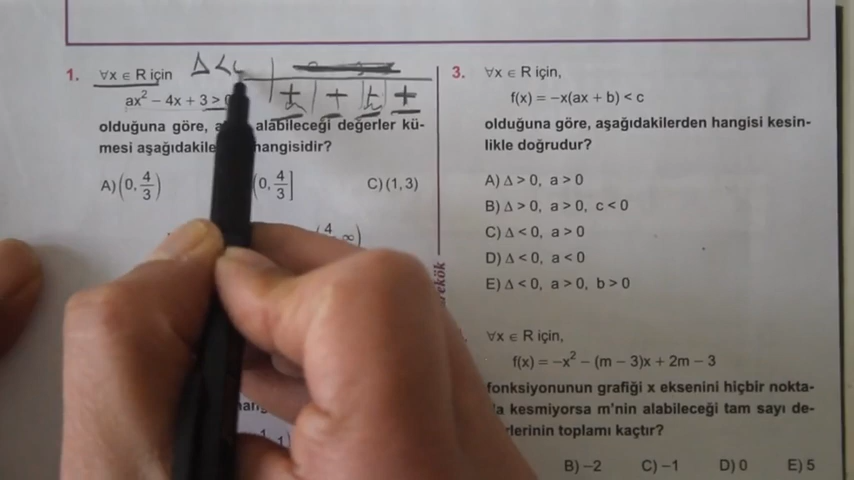 1. ∀x ∈ R için Δ <
ax² − 4x + 3 > 0
+ + + +
olduğuna göre, alabileceği değerler kü-
mesi aşağıdakile hangisidir?
A) (0, 4/3) (0, 4/3] C) (1, 3)
3. ∀x ∈ R için,
f(x) = −x(ax + b) < c
olduğuna göre, aşağıdakilerden hangisi kesin-
likle doğrudur?
A) Δ > 0, a > 0
B) Δ > 0, a > 0, c < 0
C) Δ < 0, a > 0
D) Δ < 0, a < 0
E) Δ < 0, a > 0, b > 0
∀x ∈ R için,
f(x) = −x² − (m − 3)x + 2m − 3
fonksiyonunun grafiği x eksenini hiçbir nokta-
kesmiyorsa m'nin alabileceği tam sayı de-
rlerinin toplamı kaçtır?
B) −2 C) −1 D) 0 E) 5